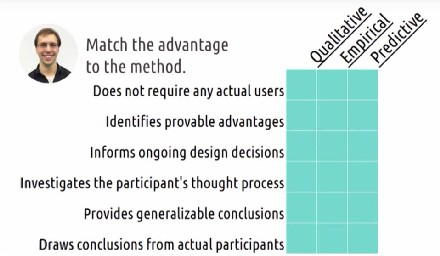 Match the advantage
to the method.
Qualitative
Empirical
Predictive
Does not require any actual users
Identifies provable advantages
Informs ongoing design decisions
Investigates the participant's thought process
Provides generalizable conclusions
Draws conclusions from actual participants